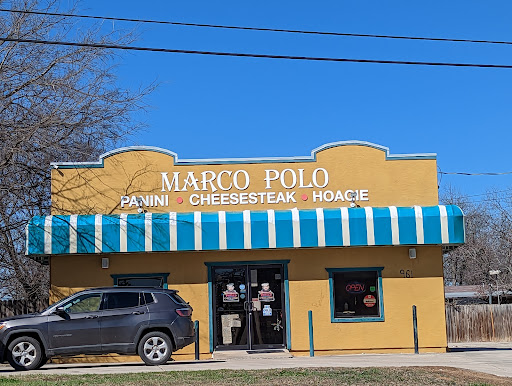 MARCO POLO
PANINI • CHEESESTEAK • HOAGIE
OPEN